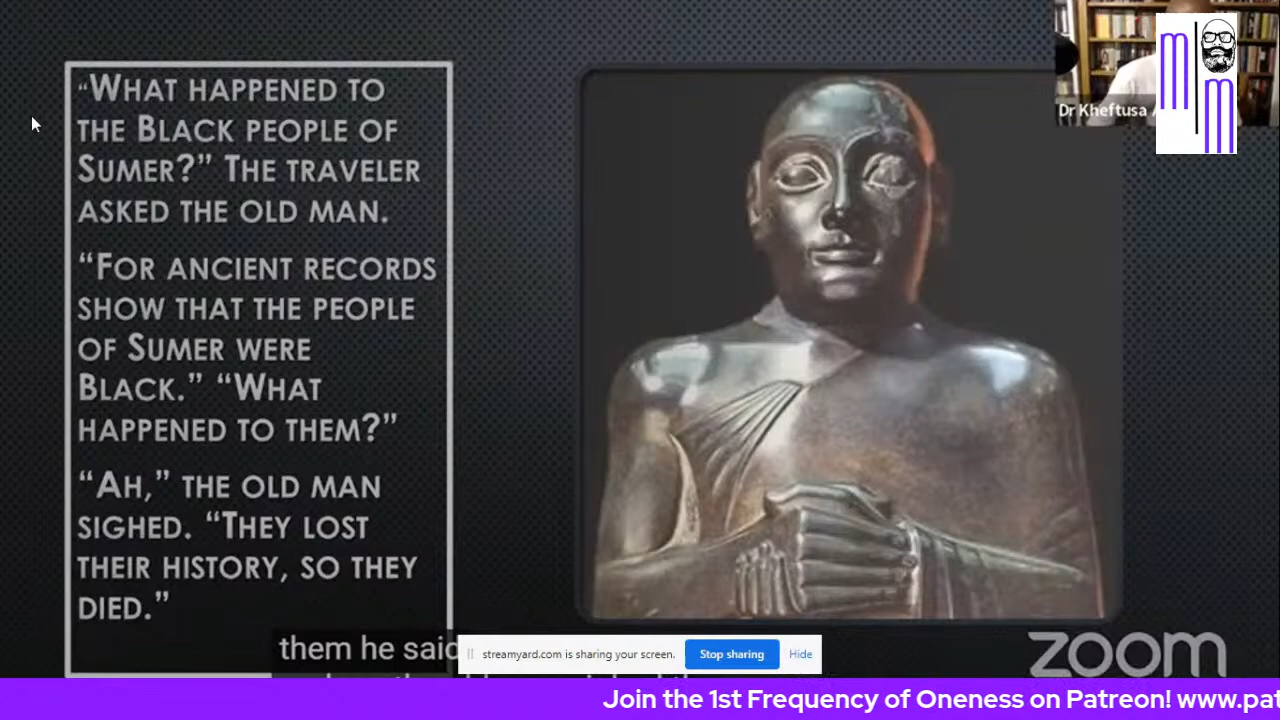 “WHAT HAPPENED TO
THE BLACK PEOPLE OF
SUMER?” THE TRAVELER
ASKED THE OLD MAN.
“FOR ANCIENT RECORDS
SHOW THAT THE PEOPLE
OF SUMER WERE
BLACK.” “WHAT
HAPPENED TO THEM?”
“AH,” THE OLD MAN
SIGHED. “THEY LOST
THEIR HISTORY, SO THEY
DIED.”
Dr Kheftusa
m
m
them he said
streamyard.com is sharing your screen.
Stop sharing
Hide
zoom
Join the 1st Frequency of Oneness on Patreon! www.pat